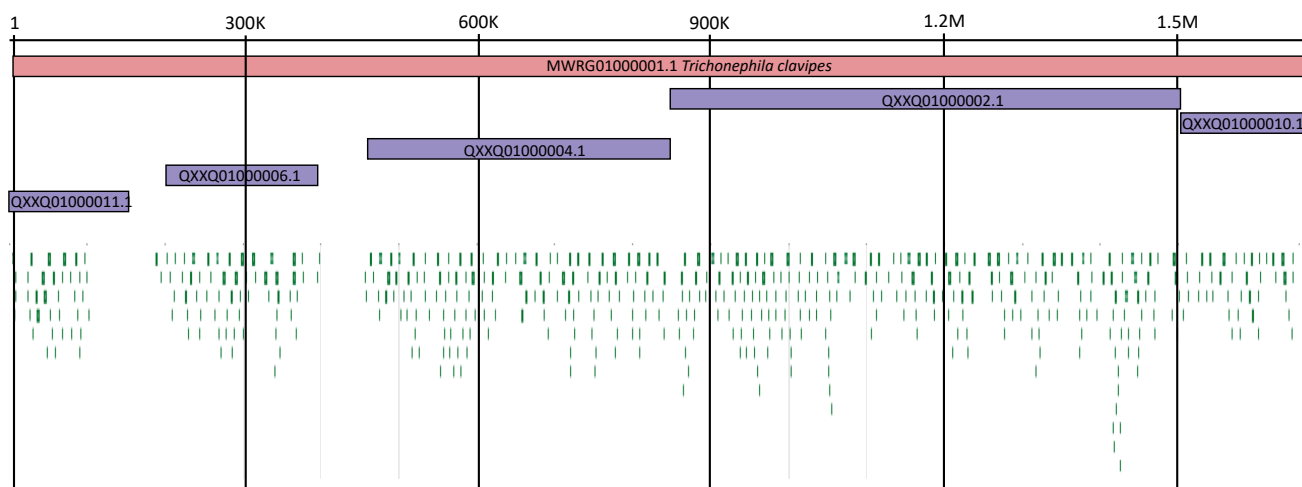 1 300K 600K 900K 1.2M 1.5M
MWRG01000001.1 Trichonephila clavipes
QXXQ01000002.1
QXXQ01000010.1
QXXQ01000004.1
QXXQ01000006.1
QXXQ01000011.1